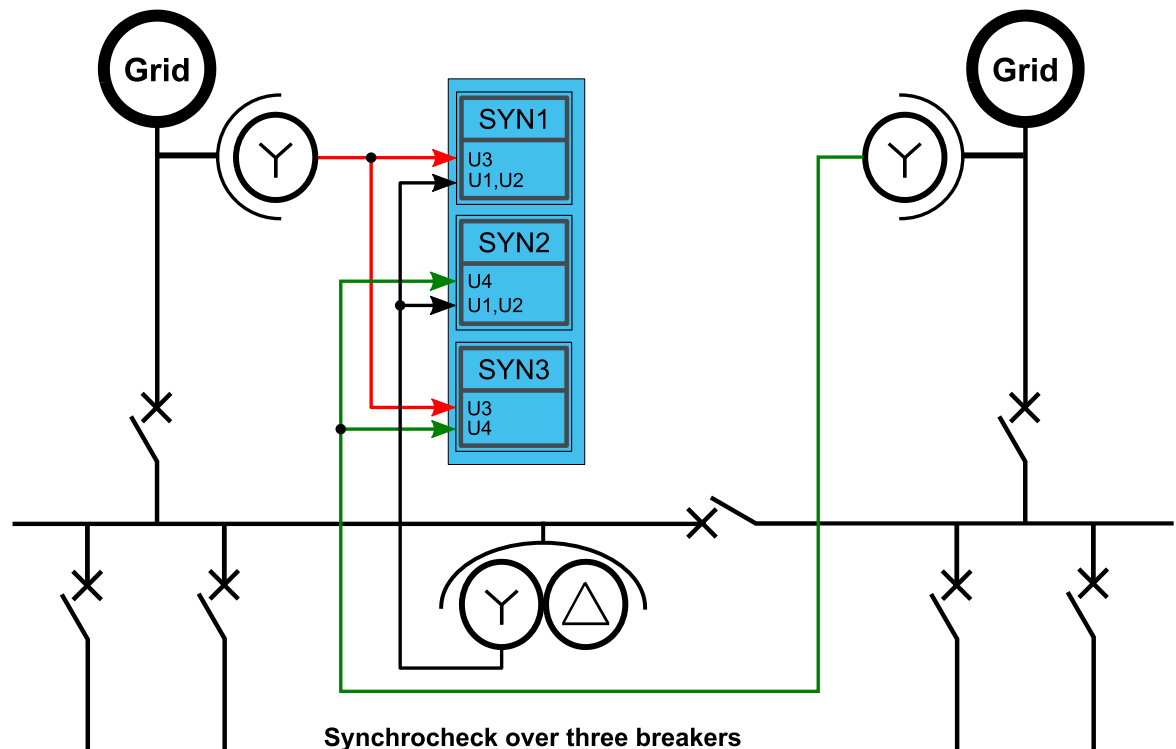 Grid
Grid
SYN1
U3
U1,U2
SYN2
U4
U1,U2
SYN3
U3
U4
Synchrocheck over three breakers